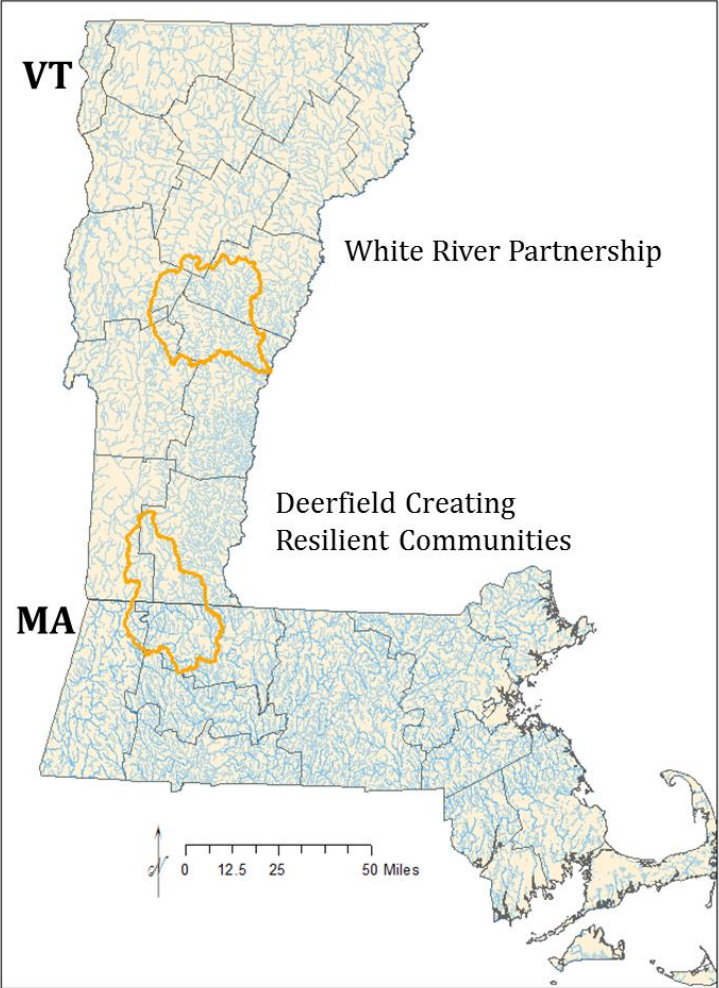 VT
White River Partnership
Deerfield Creating
Resilient Communities
MA
N
0 12.5 25 50 Miles